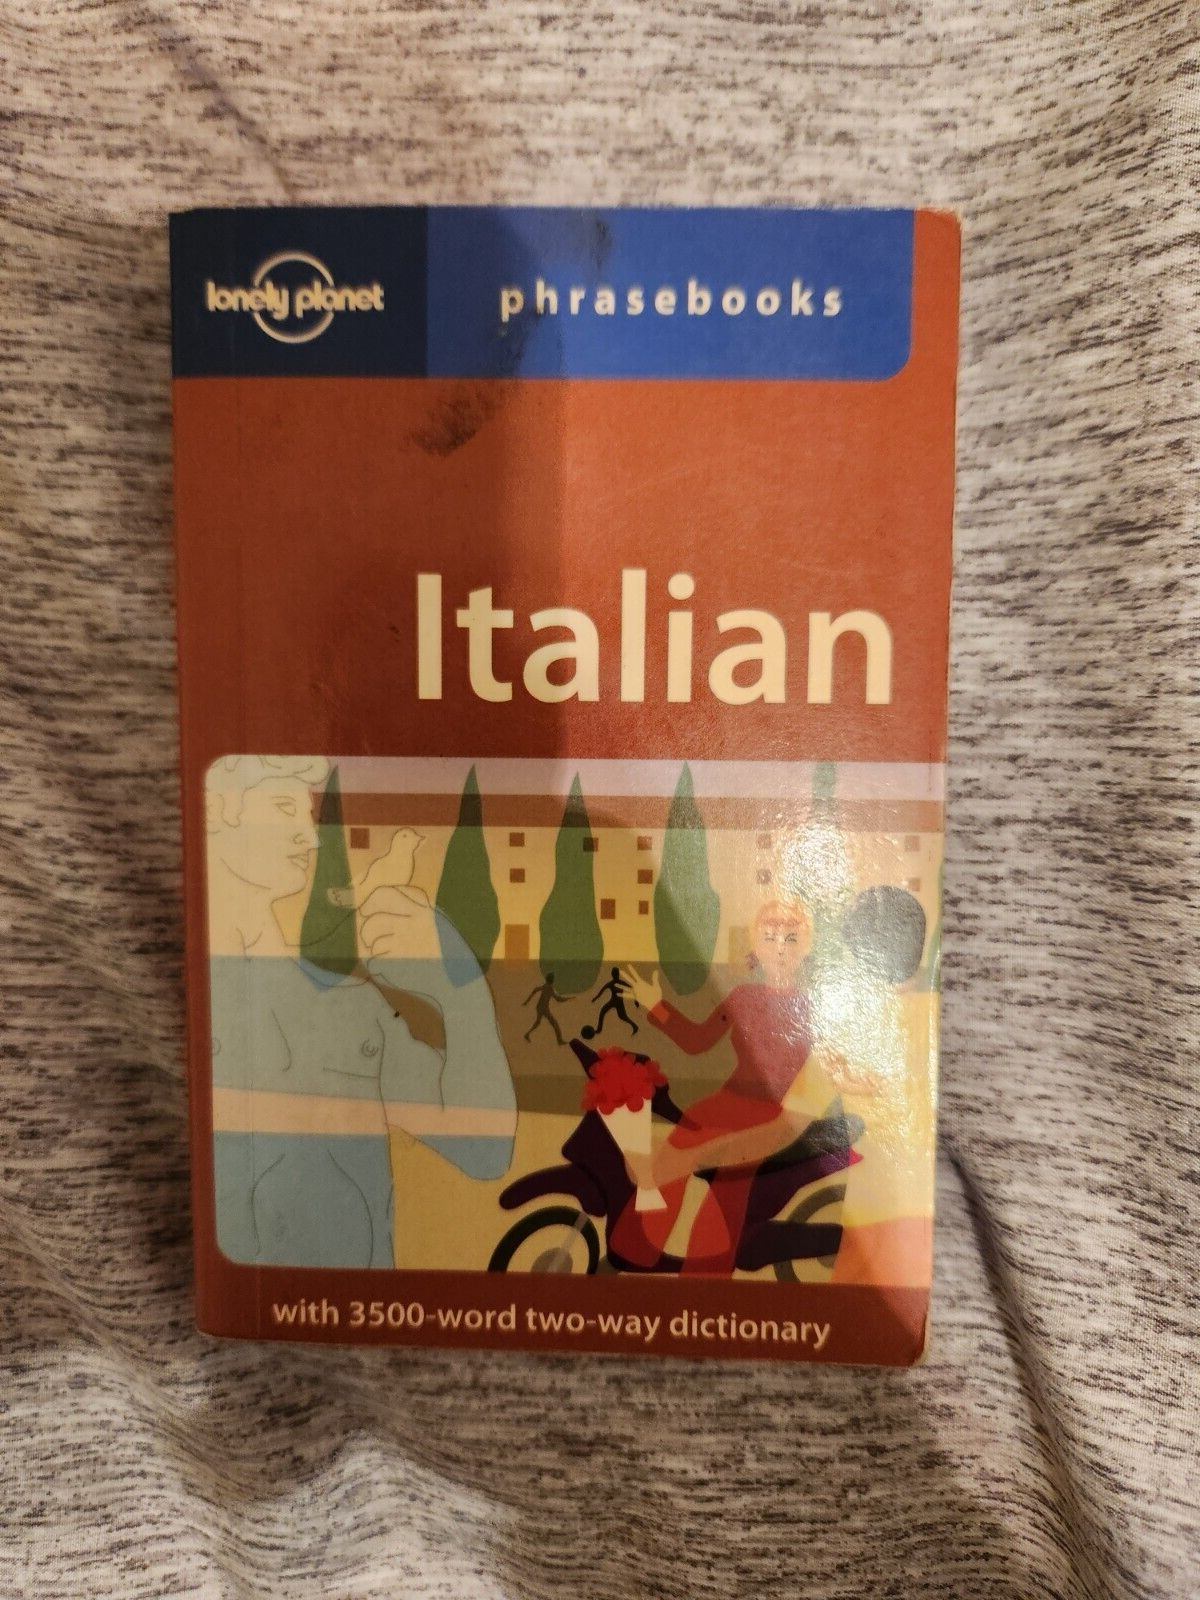 lonely planet
phrasebooks
Italian
with 3500-word two-way dictionary